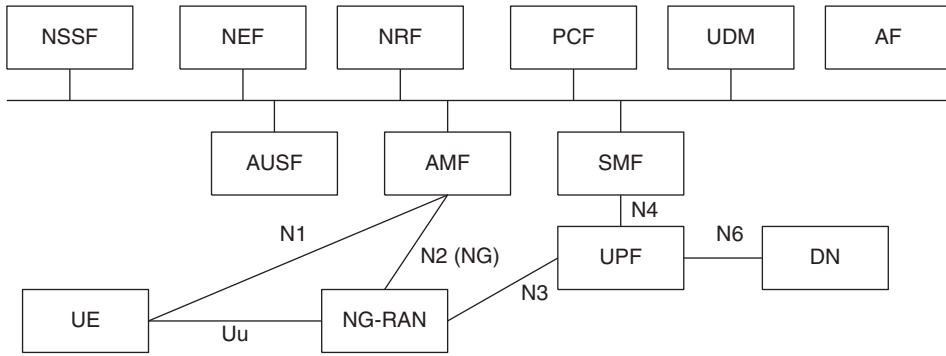 NSSF
NEF
NRF
PCF
UDM
AF
AUSF
AMF
SMF
N1
N4
N2 (NG)
N6
UPF
DN
N3
UE
Uu
NG-RAN